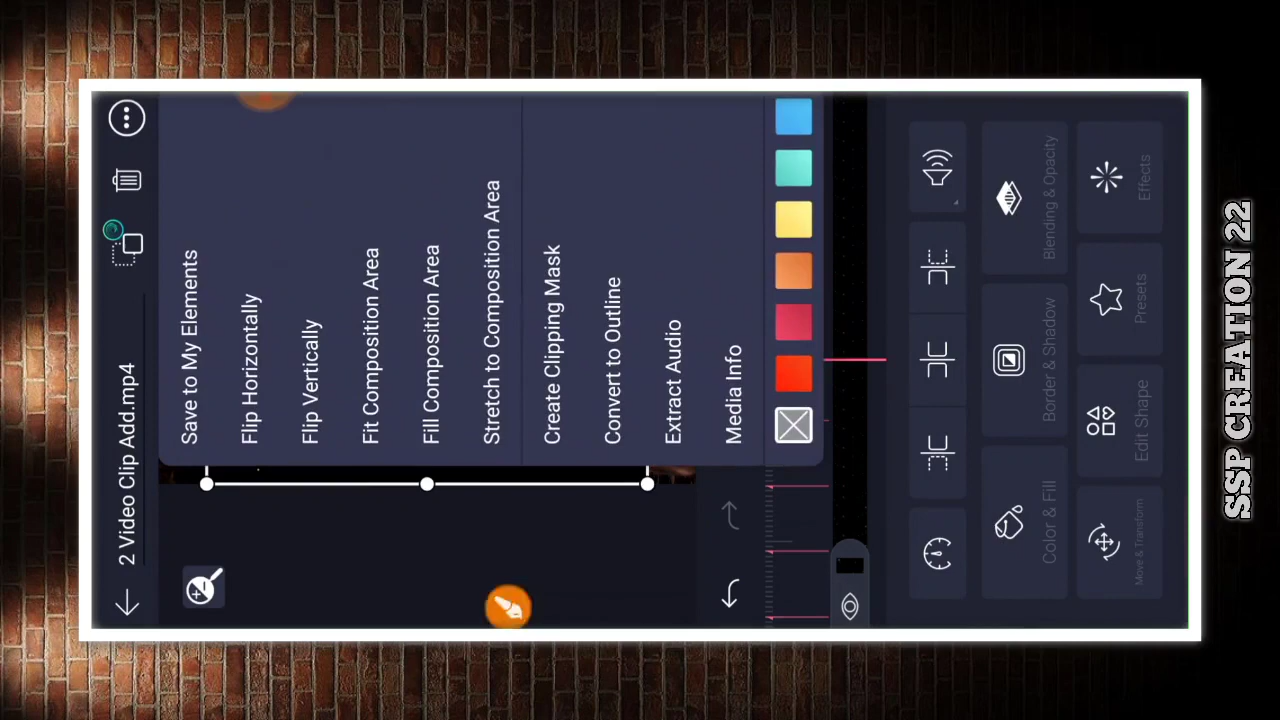 2 Video Clip Add.mp4
Save to My Elements
Flip Horizontally
Flip Vertically
Fit Composition Area
Fill Composition Area
Stretch to Composition Area
Create Clipping Mask
Convert to Outline
Extract Audio
Media Info
Color & Fill
Border & Shadow
Blending & Opacity
Move & Transform
Edit Shape
Presets
Effects
SSP CREATION 22